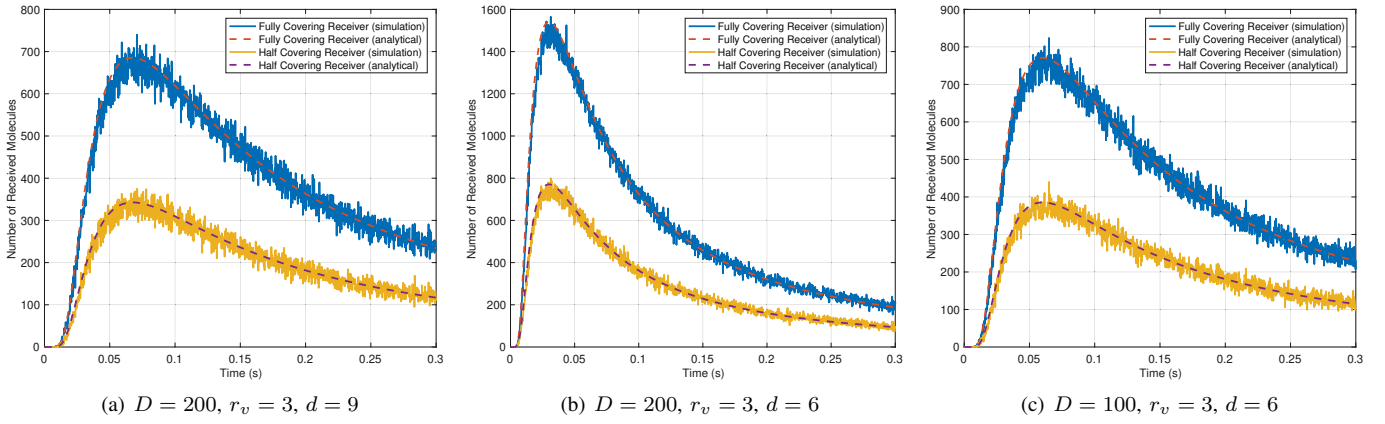 Number of Received Molecules
800
700
600
500
400
300
200
100
0
0 0.05 0.1 0.15 0.2 0.25 0.3
Time (s)
Fully Covering Receiver (simulation)
Fully Covering Receiver (analytical)
Half Covering Receiver (simulation)
Half Covering Receiver (analytical)
(a) D = 200, r_v = 3, d = 9
Number of Received Molecules
1600
1400
1200
1000
800
600
400
200
0
0 0.05 0.1 0.15 0.2 0.25 0.3
Time (s)
Fully Covering Receiver (simulation)
Fully Covering Receiver (analytical)
Half Covering Receiver (simulation)
Half Covering Receiver (analytical)
(b) D = 200, r_v = 3, d = 6
Number of Received Molecules
900
800
700
600
500
400
300
200
100
0
0 0.05 0.1 0.15 0.2 0.25 0.3
Time (s)
Fully Covering Receiver (simulation)
Fully Covering Receiver (analytical)
Half Covering Receiver (simulation)
Half Covering Receiver (analytical)
(c) D = 100, r_v = 3, d = 6